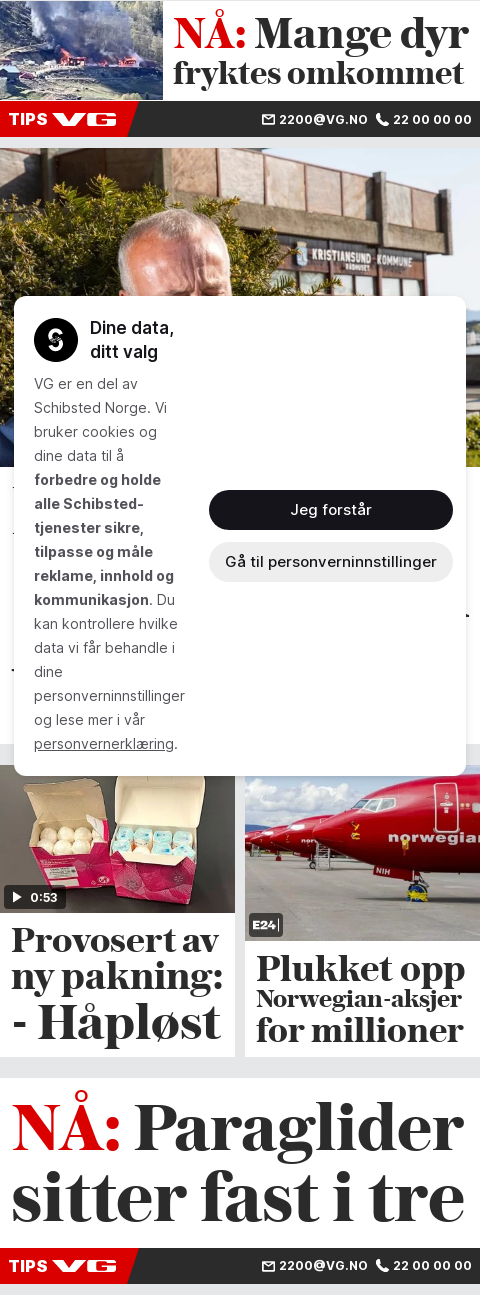 NÅ: Mange dyr
fryktes omkommet
TIPS VG
2200@VG.NO 22 00 00 00
KRISTIANSUND KOMMUNE
RÅDHUSET
Dine data,
ditt valg
VG er en del av
Schibsted Norge. Vi
bruker cookies og
dine data til å
forbedre og holde
alle Schibsted-
tjenester sikre,
tilpasse og måle
reklame, innhold og
kommunikasjon. Du
kan kontrollere hvilke
data vi får behandle i
dine
personverninnstillinger
og lese mer i vår
personvernerklæring.
Jeg forstår
Gå til personverninnstillinger
0:53
Provosert av
ny pakning:
- Håpløst
norwegian
NIH
E24
Plukket opp
Norwegian-aksjer
for millioner
NÅ: Paraglider
sitter fast i tre
TIPS VG
2200@VG.NO 22 00 00 00